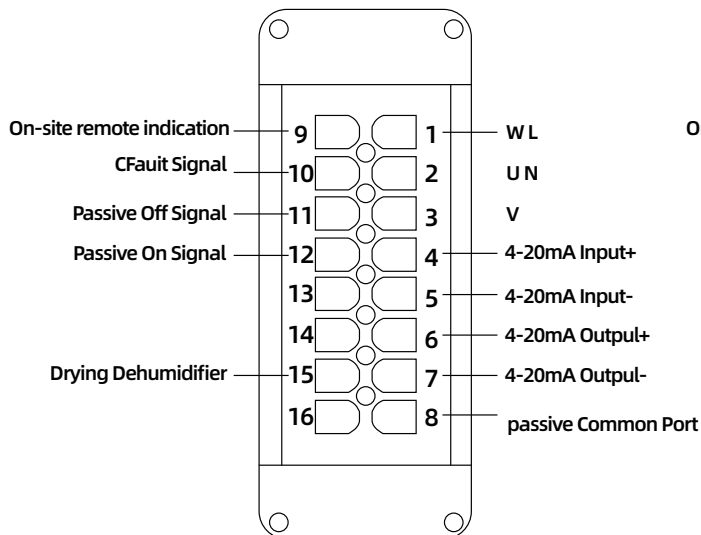 On-site remote indication 9 1 W L O
CFauit Signal 10 2 U N
Passive Off Signal 11 3 V
Passive On Signal 12 4 4-20mA Input+
13 5 4-20mA Input-
14 6 4-20mA Outpul+
Drying Dehumidifier 15 7 4-20mA Outpul-
16 8 passive Common Port